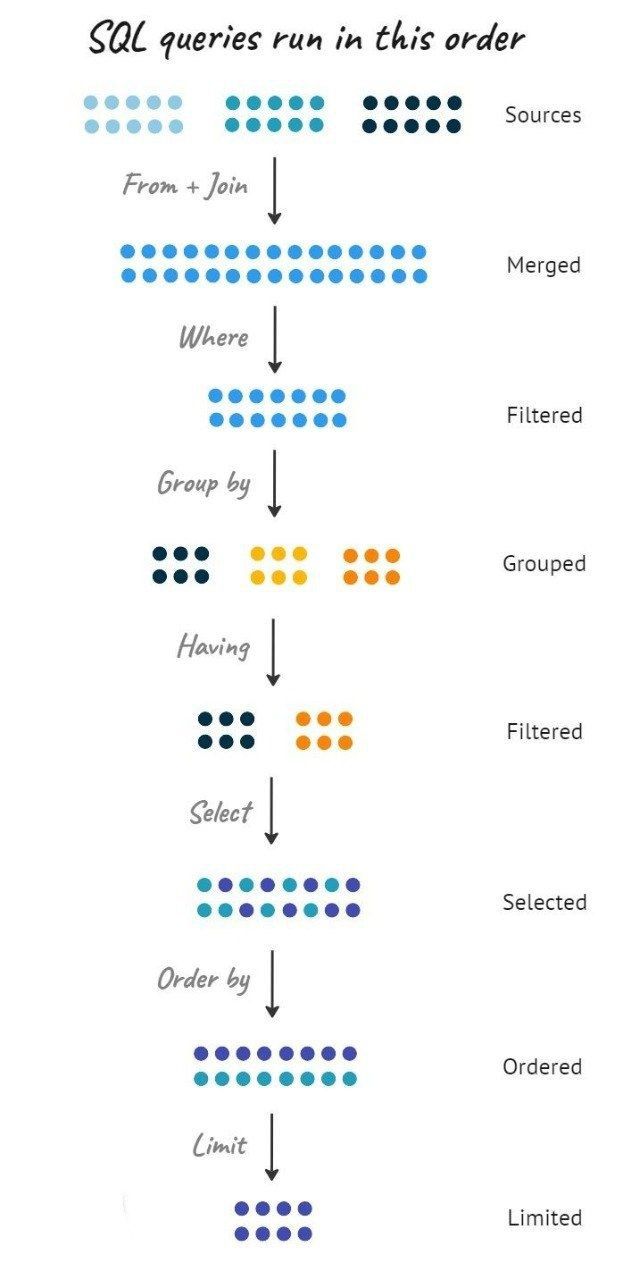 SQL queries run in this order
Sources
From + Join
Merged
Where
Filtered
Group by
Grouped
Having
Filtered
Select
Selected
Order by
Ordered
Limit
Limited